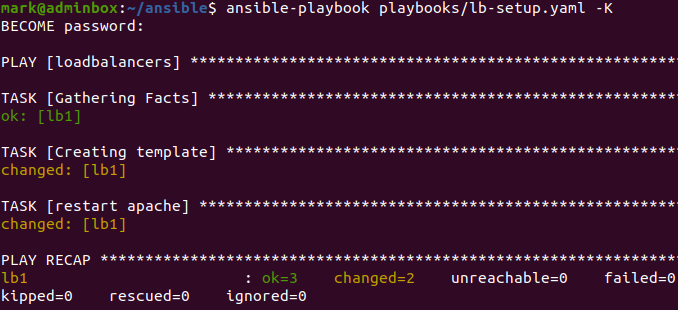 mark@adminbox:~/ansible$ ansible-playbook playbooks/lb-setup.yaml -K
BECOME password:
PLAY [loadbalancers] *****************************************************
TASK [Gathering Facts] ****************************************************
ok: [lb1]
TASK [Creating template] **************************************************
changed: [lb1]
TASK [restart apache] *****************************************************
changed: [lb1]
PLAY RECAP ****************************************************************
lb1                        : ok=3    changed=2    unreachable=0    failed=0
kipped=0    rescued=0    ignored=0